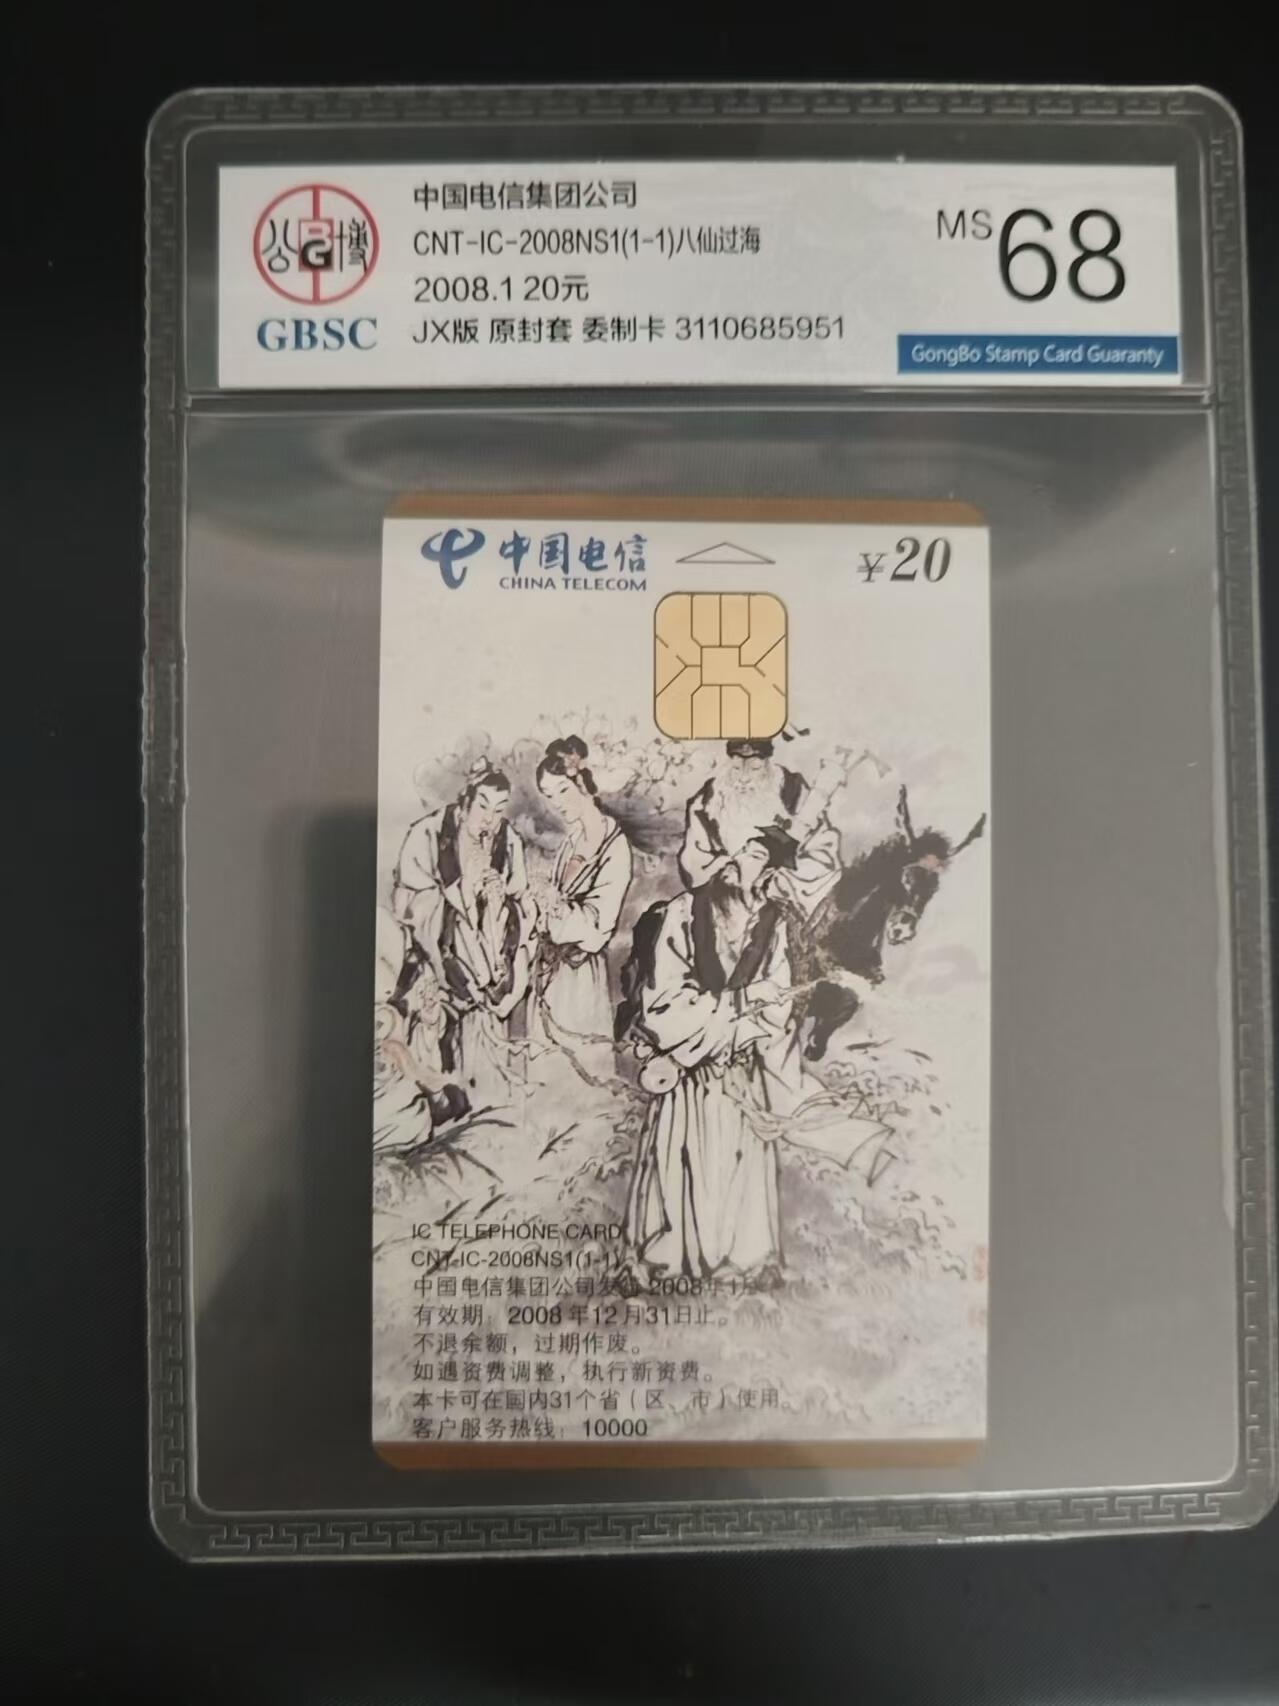 中国电信集团公司
CNT-IC-2008NS1(1-1)八仙过海
2008.1 20元
JX版 原封套 委制卡 3110685951
公博
BG
GBSC
MS 68
GongBo Stamp Card Guaranty
中国电信
CHINA TELECOM
¥20
IC TELEPHONE CARD
CNT-IC-2008NS1(1-1)
中国电信集团公司发行 2008年1月
有效期：2008年12月31日止。
不退余额，过期作废。
如遇资费调整，执行新资费。
本卡可在国内31个省（区、市）使用。
客户服务热线：10000